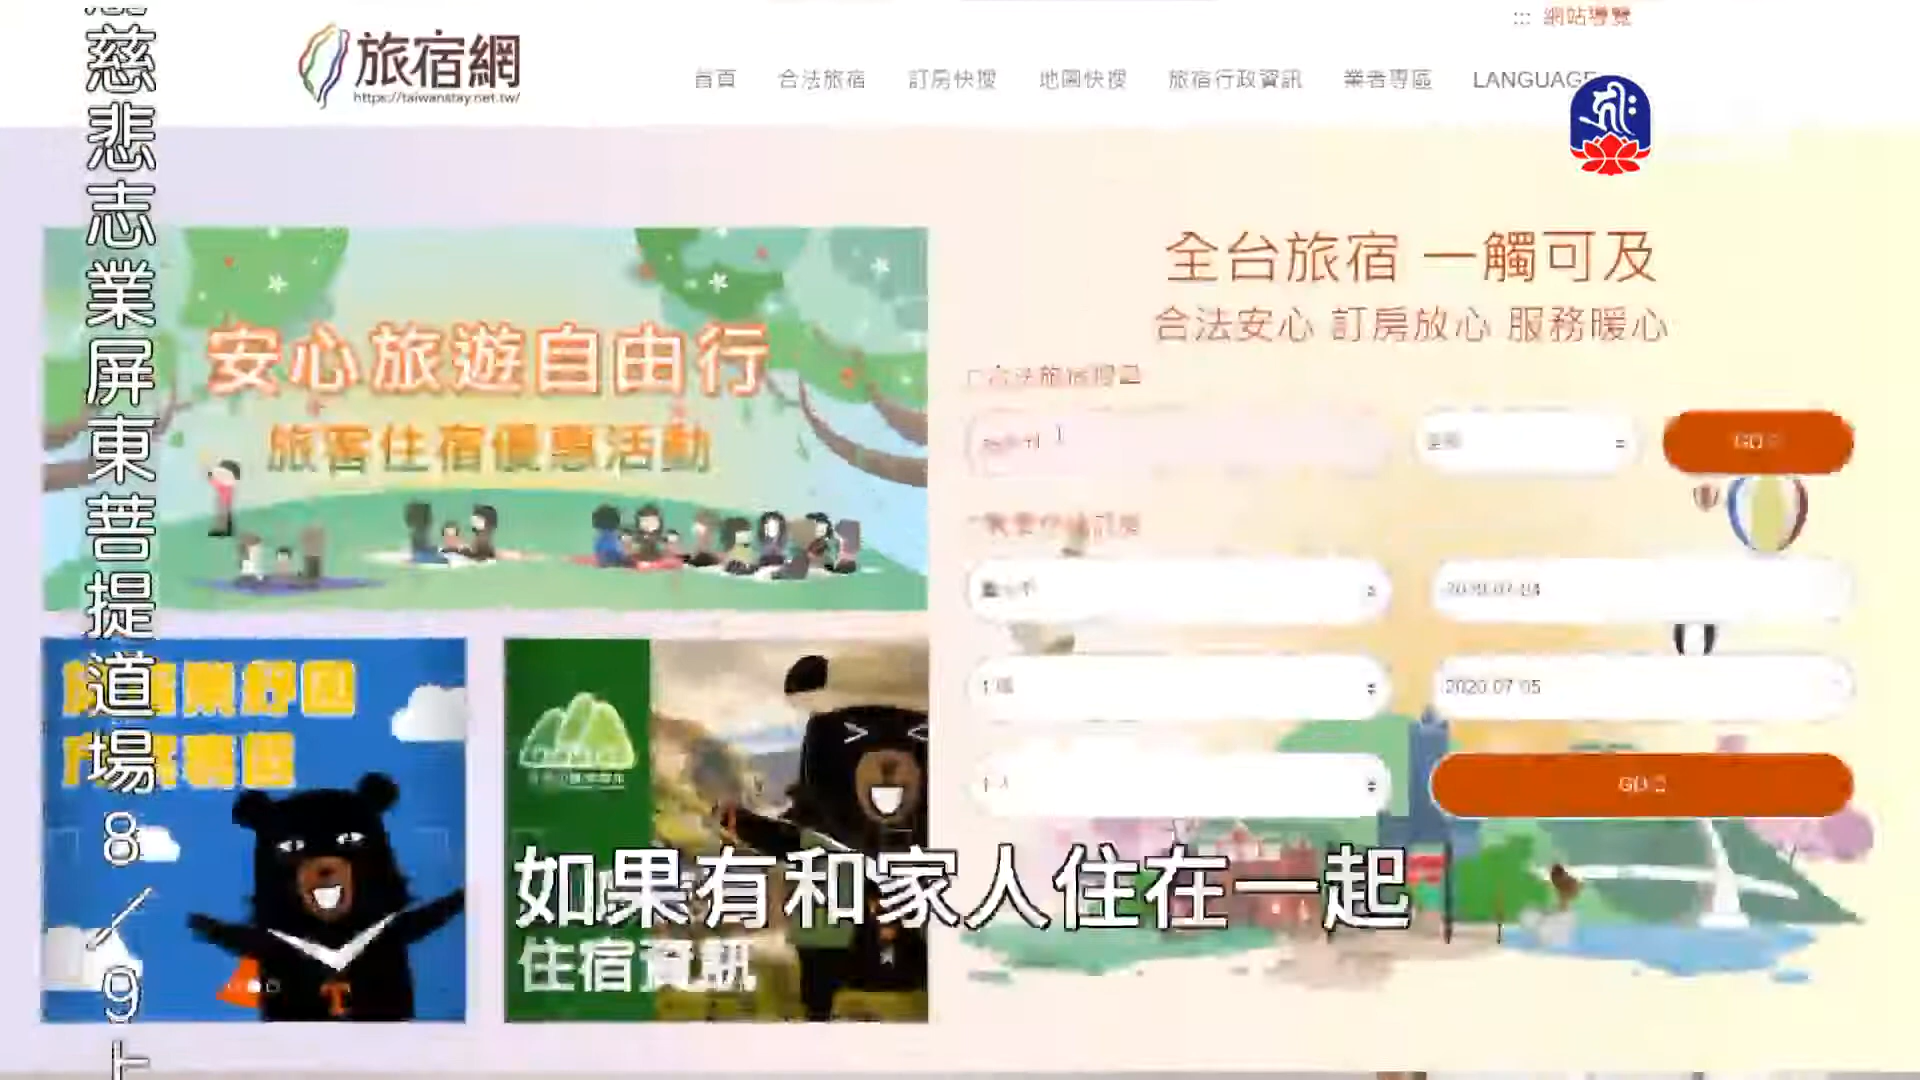 網站導覽
旅宿網
https://taiwanstay.net.tw/
首頁 合法旅宿 訂房快搜 地圖快搜 旅宿行政資訊 業者專區 LANGUAGE
慈悲志業屏東菩提道場8/9上
安心旅遊自由行
旅客住宿優惠活動
全台旅宿 一觸可及
合法安心 訂房放心 服務暖心
GO
2020.07.04
2020.07.05
GO
如果有和家人住在一起
住宿資訊